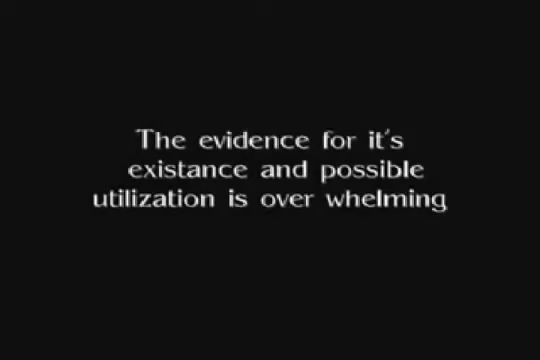 The evidence for it's
existance and possible
utilization is over whelming